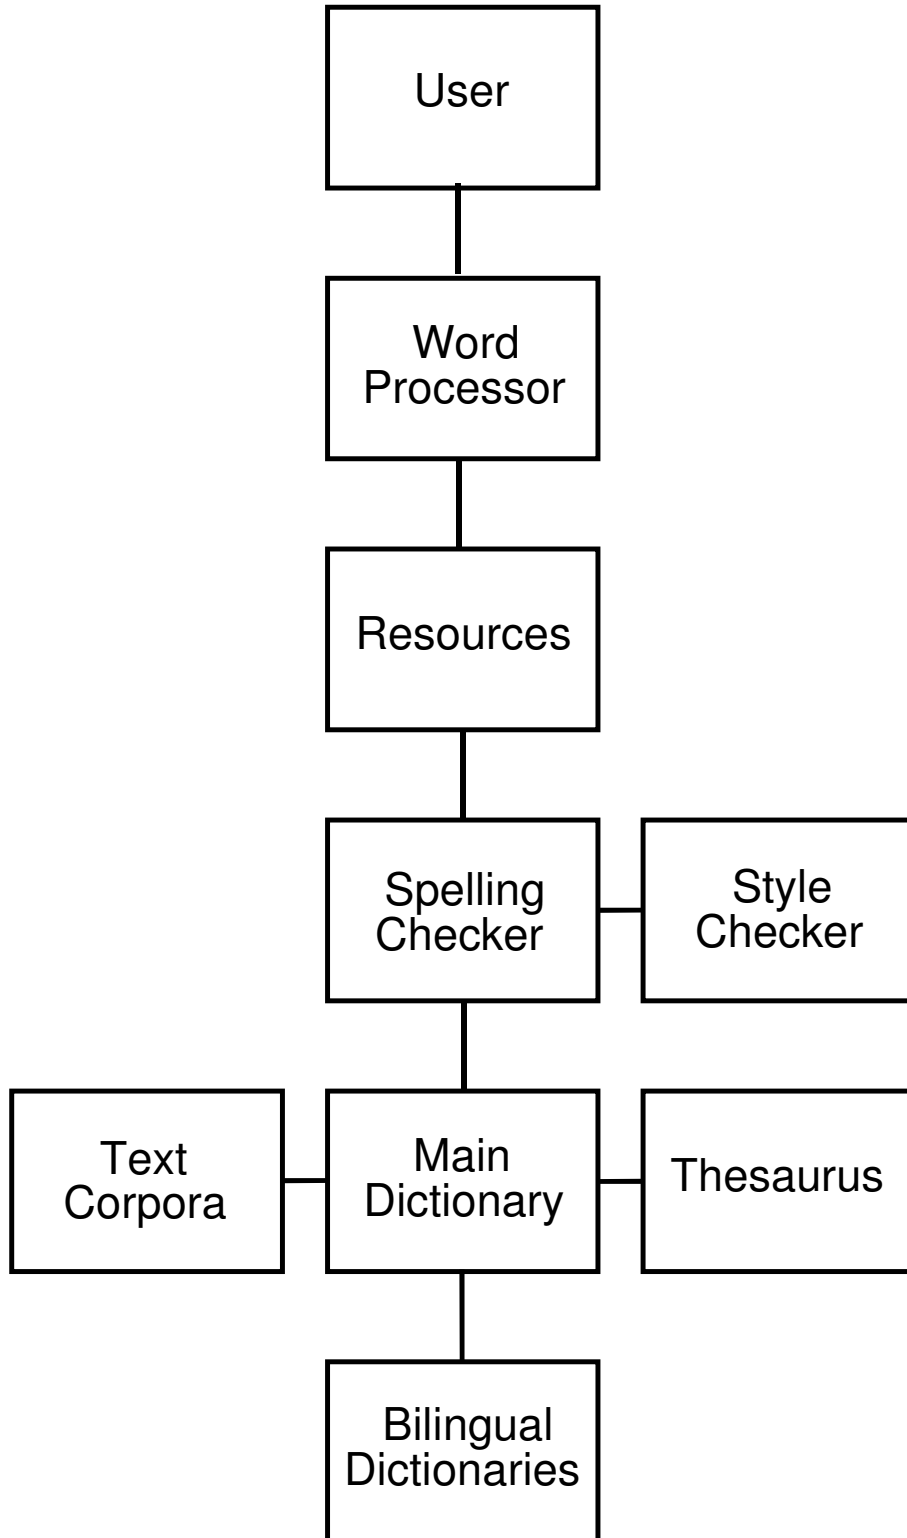 User
Word
Processor
Resources
Spelling
Checker
Style
Checker
Text
Corpora
Main
Dictionary
Thesaurus
Bilingual
Dictionaries